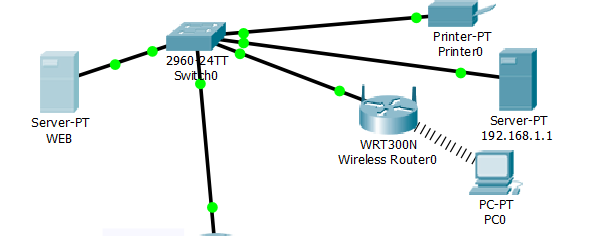 Printer-PT
Printer0
2960-24TT
Switch0
Server-PT
WEB
Server-PT
192.168.1.1
WRT300N
Wireless Router0
PC-PT
PC0